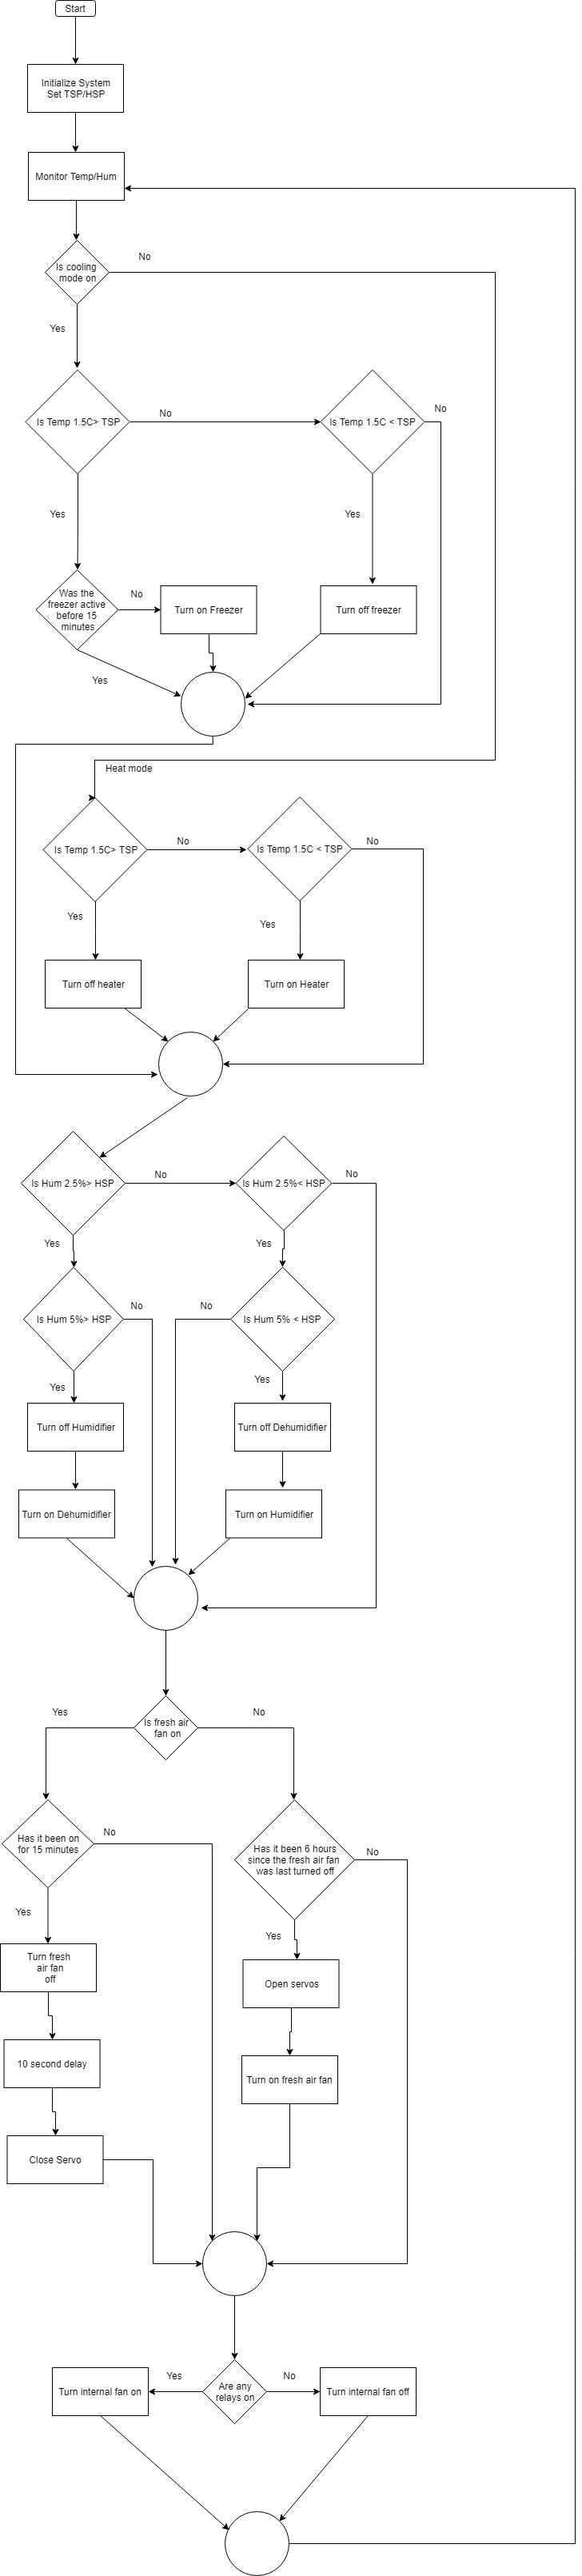 Start
Initialize System
Set TSP/HSP
Monitor Temp/Hum
No
Is cooling
mode on
Yes
Is Temp 1.5C> TSP
No
Is Temp 1.5C < TSP
No
Yes
Yes
Was the
freezer active
before 15
minutes
No
Turn on Freezer
Turn off freezer
Yes
Heat mode
Is Temp 1.5C> TSP
No
Is Temp 1.5C < TSP
No
Yes
Yes
Turn off heater
Turn on Heater
Is Hum 2.5%> HSP
No
Is Hum 2.5%< HSP
No
Yes
Yes
Is Hum 5%> HSP
No
No
Is Hum 5% < HSP
Yes
Yes
Turn off Humidifier
Turn off Dehumidifier
Turn on Dehumidifier
Turn on Humidifier
Yes
Is fresh air
fan on
No
Has it been on
for 15 minutes
No
Has it been 6 hours
since the fresh air fan
was last turned off
No
Yes
Yes
Turn fresh
air fan
off
Open servos
10 second delay
Turn on fresh air fan
Close Servo
Turn internal fan on
Yes
Are any
relays on
No
Turn internal fan off